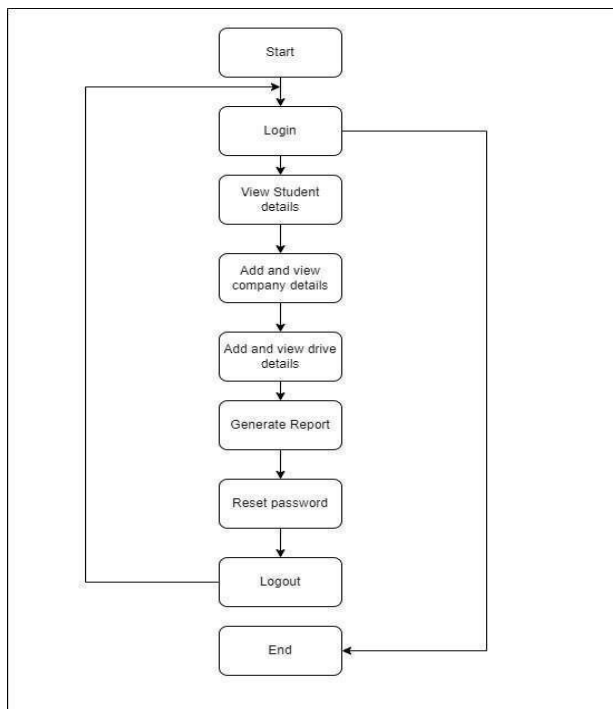 Start
Login
View Student
details
Add and view
company details
Add and view drive
details
Generate Report
Reset password
Logout
End